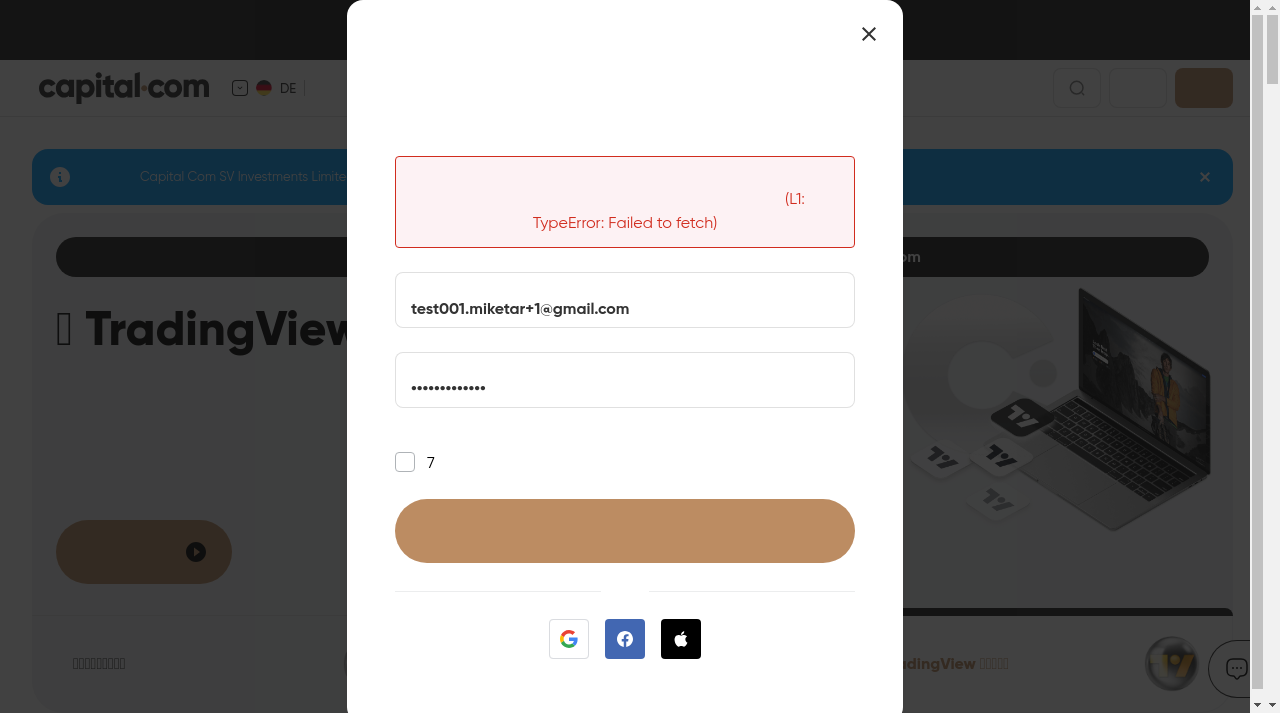 capital.com
DE
Capital Com SV Investments Limite
(L1:
TypeError: Failed to fetch)
test001.miketar+1@gmail.com
•••••••••••••
om
TradingView
7
TradingView